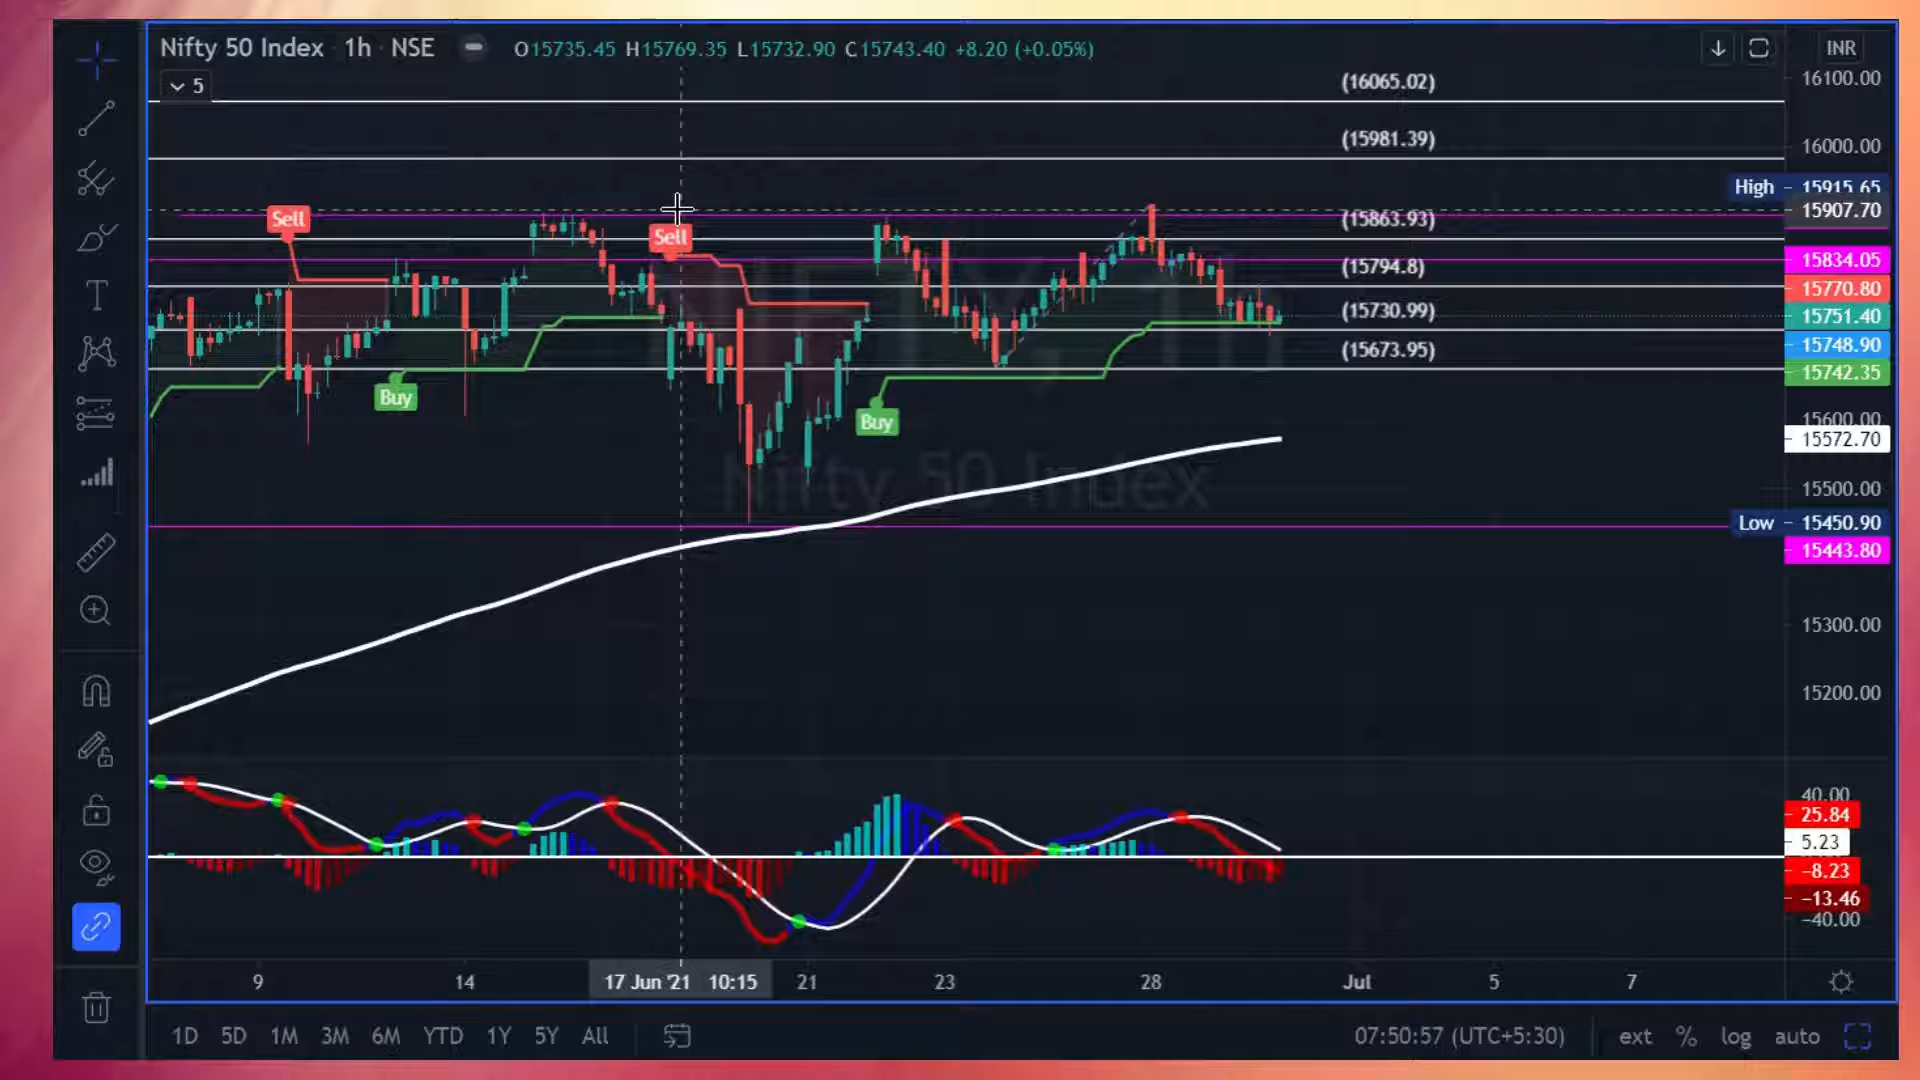 Nifty 50 Index · 1h · NSE O15735.45 H15769.35 L15732.90 C15743.40 +8.20 (+0.05%)
INR
5
(16065.02)
16100.00
(15981.39)
16000.00
High 15915.65
15907.70
Sell
(15863.93)
Sell
15834.05
(15794.8)
15770.80
(15730.99)
15751.40
15748.90
(15673.95)
15742.35
Buy
Buy
15600.00
15572.70
Nifty 50 Index
15500.00
Low 15450.90
15443.80
15300.00
15200.00
40.00
25.84
5.23
−8.23
−13.46
−40.00
9 14 17 Jun '21 10:15 21 23 28 Jul 5 7
1D 5D 1M 3M 6M YTD 1Y 5Y All 07:50:57 (UTC+5:30) ext % log auto